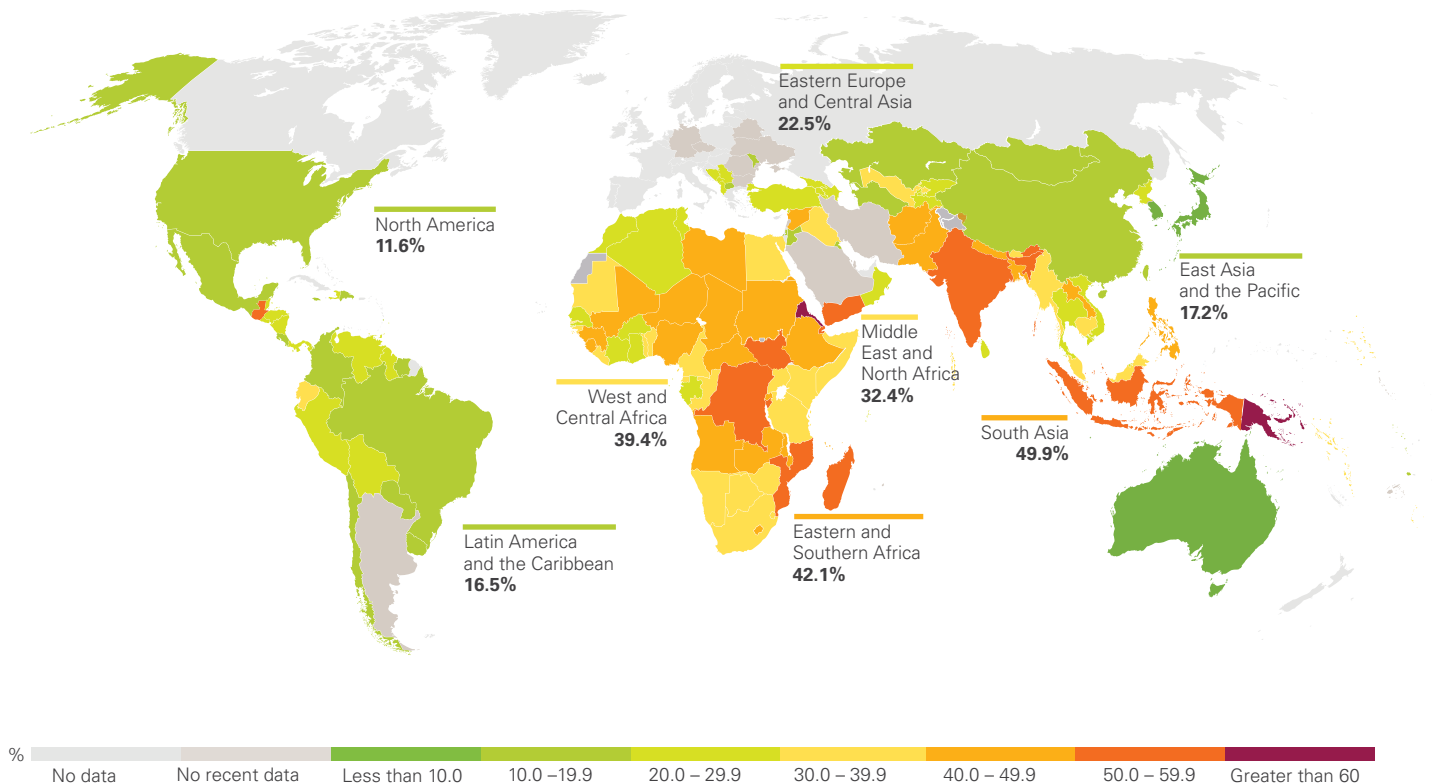 Eastern Europe
and Central Asia
22.5%
North America
11.6%
East Asia
and the Pacific
17.2%
Middle
East and
North Africa
32.4%
West and
Central Africa
39.4%
South Asia
49.9%
Latin America
and the Caribbean
16.5%
Eastern and
Southern Africa
42.1%
%
No data
No recent data
Less than 10.0
10.0 –19.9
20.0 – 29.9
30.0 – 39.9
40.0 – 49.9
50.0 – 59.9
Greater than 60